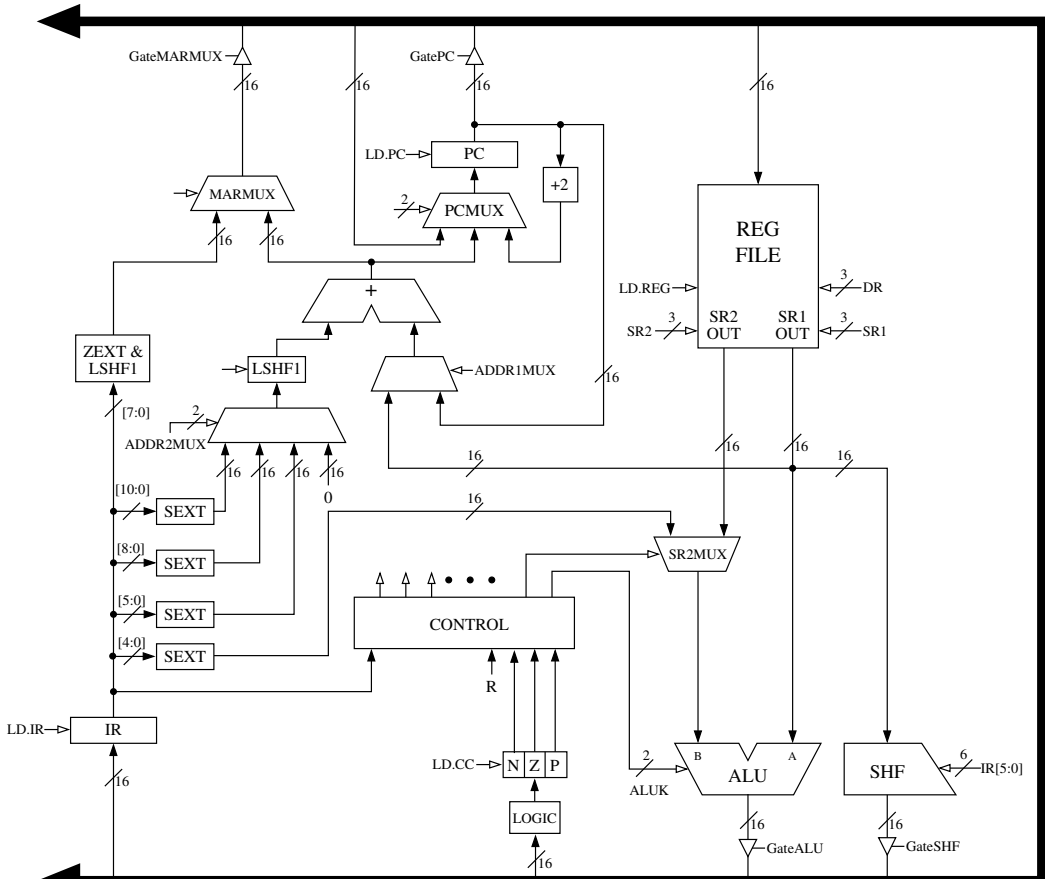 GateMARMUX
GatePC
16
16
16
16
LD.PC
PC
+2
MARMUX
2
PCMUX
16
16
REG
FILE
+
LD.REG
3
DR
SR2
OUT
SR1
OUT
SR2
3
3
SR1
ZEXT &
LSHF1
LSHF1
ADDR1MUX
16
[7:0]
2
ADDR2MUX
16
16
16
16
16
16
16
16
0
[10:0]
SEXT
16
[8:0]
SEXT
SR2MUX
[5:0]
SEXT
CONTROL
[4:0]
SEXT
R
LD.IR
IR
16
LD.CC
N Z P
2
ALUK
B
A
ALU
SHF
6
IR[5:0]
LOGIC
16
16
16
GateALU
GateSHF